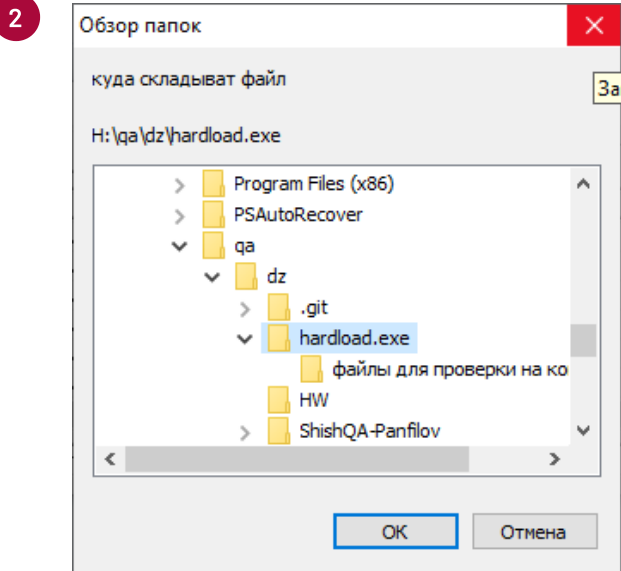 2
Обзор папок
куда складыват файл
За
H:\qa\dz\hardload.exe
Program Files (x86)
PSAutoRecover
qa
dz
.git
hardload.exe
файлы для проверки на ко
HW
ShishQA-Panfilov
ОК
Отмена